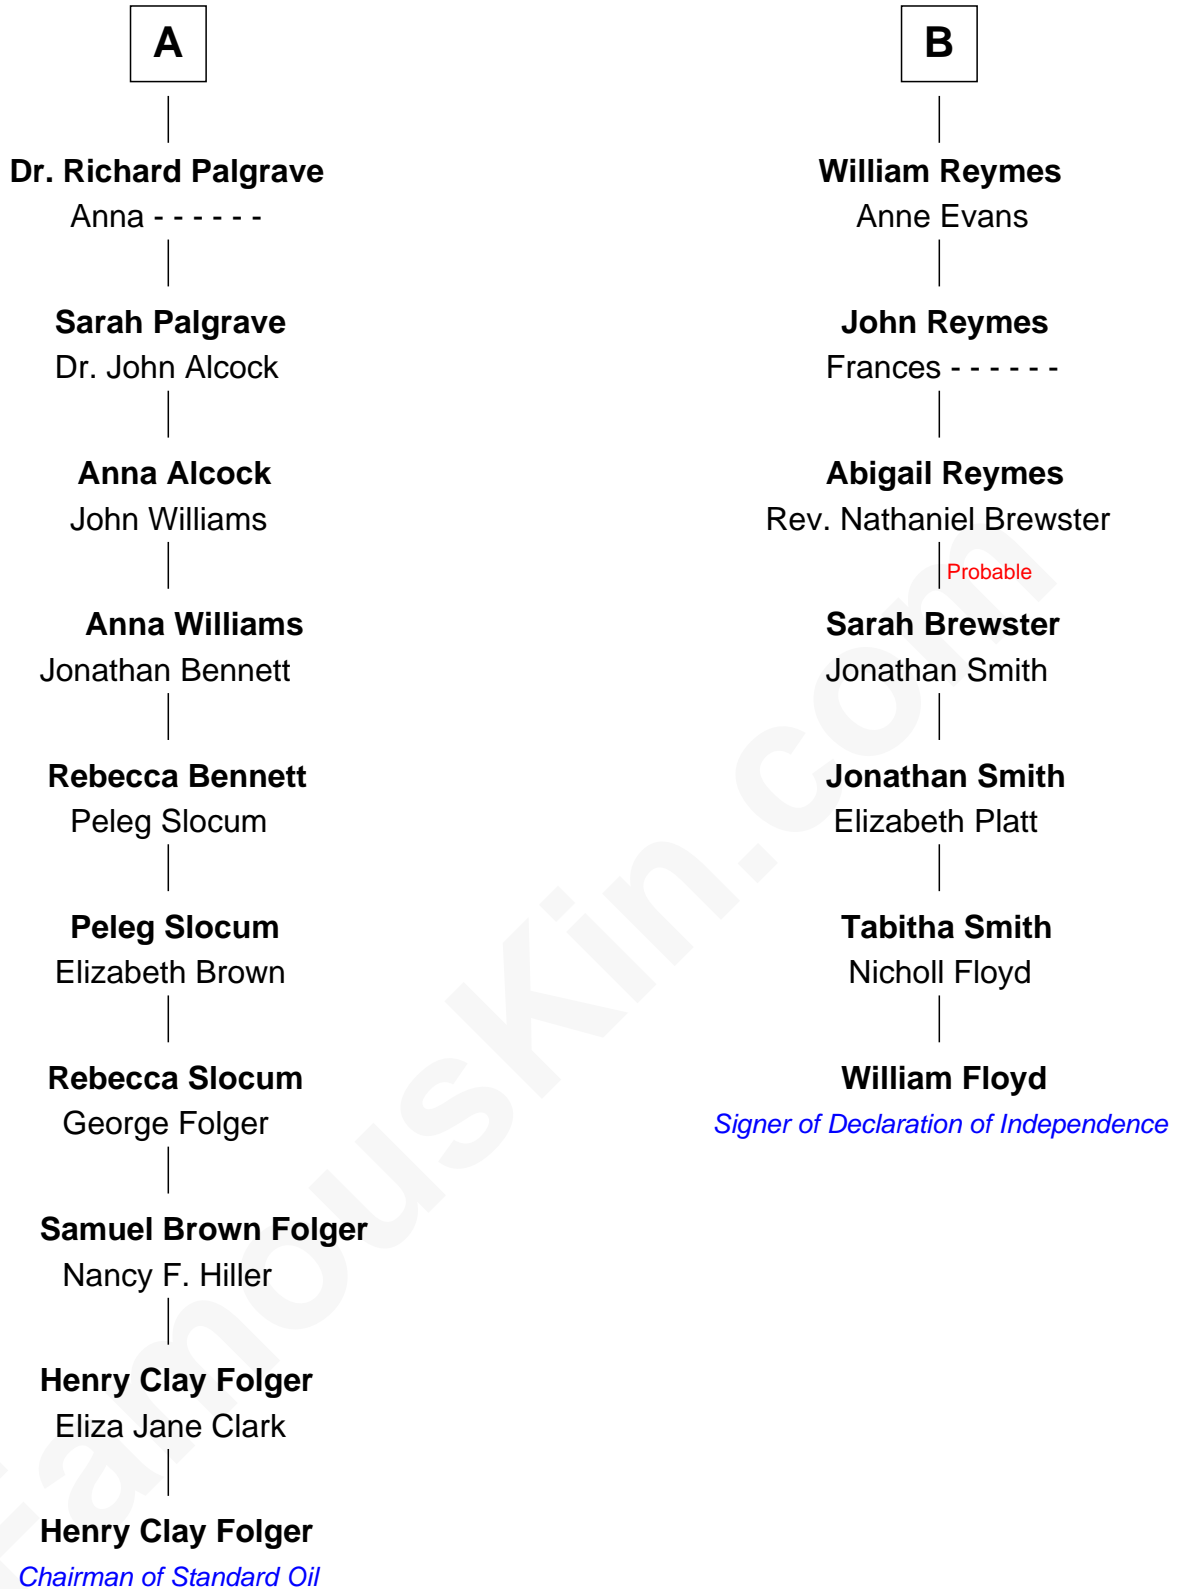 A
Dr. Richard Palgrave
Anna - - - - - -
Sarah Palgrave
Dr. John Alcock
Anna Alcock
John Williams
Anna Williams
Jonathan Bennett
Rebecca Bennett
Peleg Slocum
Peleg Slocum
Elizabeth Brown
Rebecca Slocum
George Folger
Samuel Brown Folger
Nancy F. Hiller
Henry Clay Folger
Eliza Jane Clark
Henry Clay Folger
Chairman of Standard Oil
B
William Reymes
Anne Evans
John Reymes
Frances - - - - - -
Abigail Reymes
Rev. Nathaniel Brewster
Probable
Sarah Brewster
Jonathan Smith
Jonathan Smith
Elizabeth Platt
Tabitha Smith
Nicholl Floyd
William Floyd
Signer of Declaration of Independence
FamousKin.com